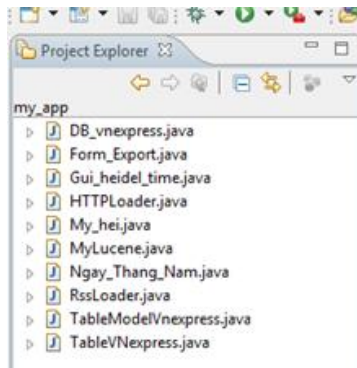 Project Explorer
my_app
DB_vnexpress.java
Form_Export.java
Gui_heidel_time.java
HTTPLoader.java
My_hei.java
MyLucene.java
Ngay_Thang_Nam.java
RssLoader.java
TableModelVnexpress.java
TableVNexpress.java